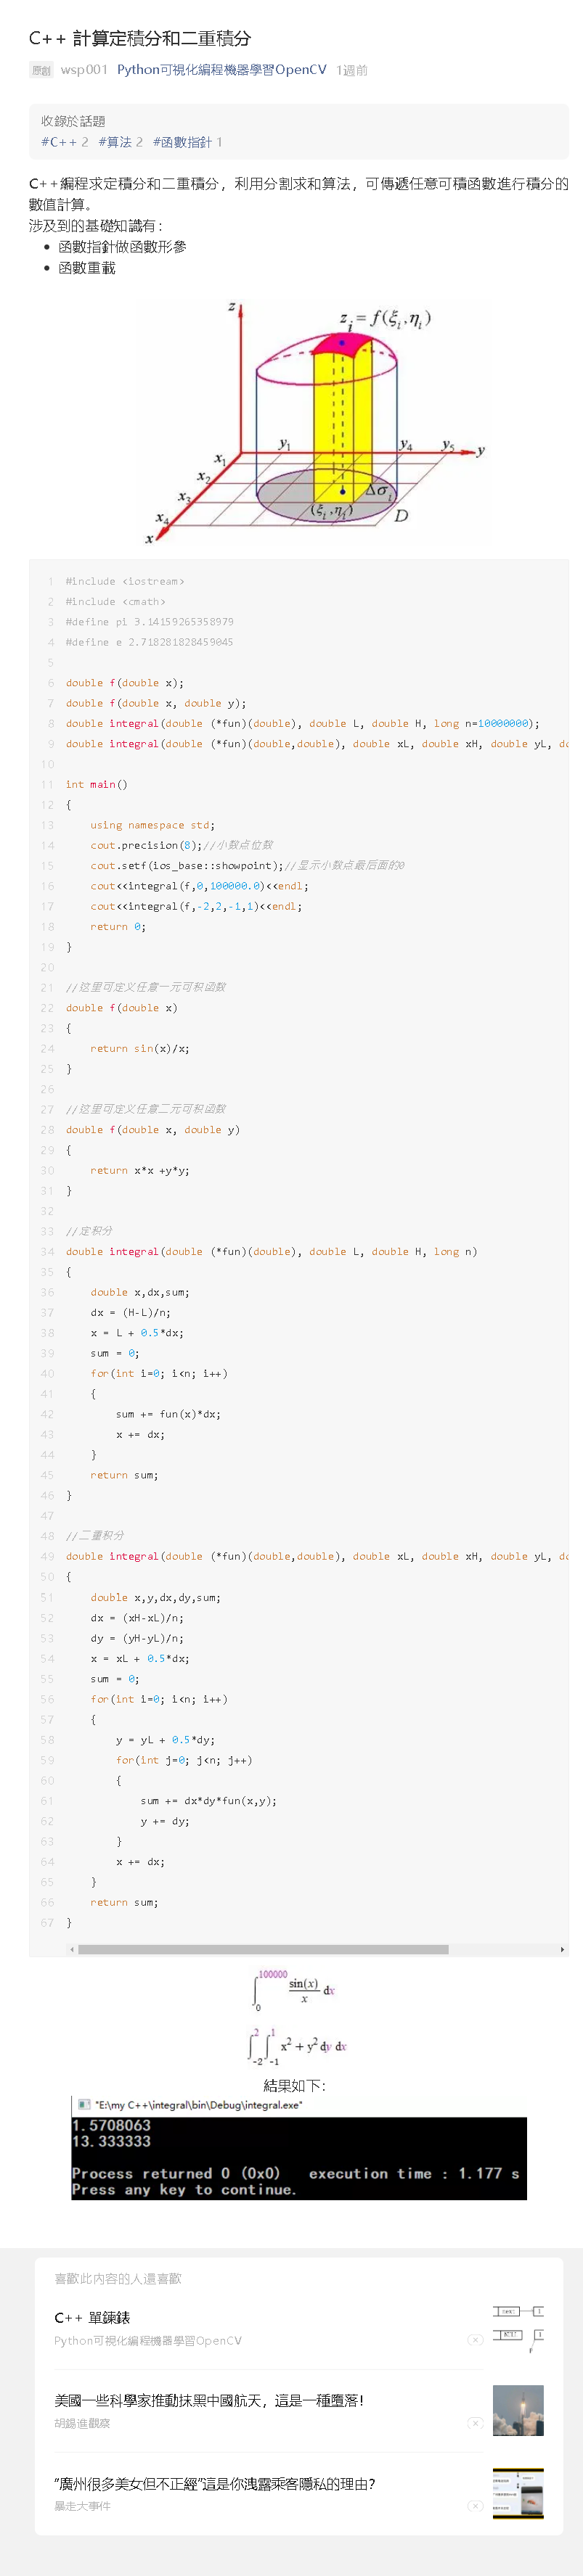 C++ 計算定積分和二重積分
原創 wsp001 Python可視化編程機器學習OpenCV 1週前
收錄於話題
#C++ 2 #算法 2 #函數指針 1
C++編程求定積分和二重積分，利用分割求和算法，可傳遞任意可積函數進行積分的
數值計算。
涉及到的基礎知識有：
• 函數指針做函數形參
• 函數重載
z
z_i = f(ξ_i, η_i)
y_1 y_4 y_5 y
x_1
x_2
x_3
x_4
x
Δσ_i
(ξ_i, η_i)
D
1 #include <iostream>
2 #include <cmath>
3 #define pi 3.14159265358979
4 #define e 2.718281828459045
5
6 double f(double x);
7 double f(double x, double y);
8 double integral(double (*fun)(double), double L, double H, long n=10000000);
9 double integral(double (*fun)(double,double), double xL, double xH, double yL, do
10
11 int main()
12 {
13     using namespace std;
14     cout.precision(8);//小数点位数
15     cout.setf(ios_base::showpoint);//显示小数点最后面的0
16     cout<<integral(f,0,100000.0)<<endl;
17     cout<<integral(f,-2,2,-1,1)<<endl;
18     return 0;
19 }
20
21 //这里可定义任意一元可积函数
22 double f(double x)
23 {
24     return sin(x)/x;
25 }
26
27 //这里可定义任意二元可积函数
28 double f(double x, double y)
29 {
30     return x*x +y*y;
31 }
32
33 //定积分
34 double integral(double (*fun)(double), double L, double H, long n)
35 {
36     double x,dx,sum;
37     dx = (H-L)/n;
38     x = L + 0.5*dx;
39     sum = 0;
40     for(int i=0; i<n; i++)
41     {
42         sum += fun(x)*dx;
43         x += dx;
44     }
45     return sum;
46 }
47
48 //二重积分
49 double integral(double (*fun)(double,double), double xL, double xH, double yL, do
50 {
51     double x,y,dx,dy,sum;
52     dx = (xH-xL)/n;
53     dy = (yH-yL)/n;
54     x = xL + 0.5*dx;
55     sum = 0;
56     for(int i=0; i<n; i++)
57     {
58         y = yL + 0.5*dy;
59         for(int j=0; j<n; j++)
60         {
61             sum += dx*dy*fun(x,y);
62             y += dy;
63         }
64         x += dx;
65     }
66     return sum;
67 }
∫_0^100000 sin(x)/x dx
∫_-2^2 ∫_-1^1 x² + y² dy dx
結果如下：
"E:\my C++\integral\bin\Debug\integral.exe"
1.5708063
13.333333
Process returned 0 (0x0)   execution time : 1.177 s
Press any key to continue.
喜歡此內容的人還喜歡
C++ 單鍊錶
Python可視化編程機器學習OpenCV
美國一些科學家推動抹黑中國航天，這是一種墮落！
胡錫進觀察
“廣州很多美女但不正經”這是你洩露乘客隱私的理由？
暴走大事件